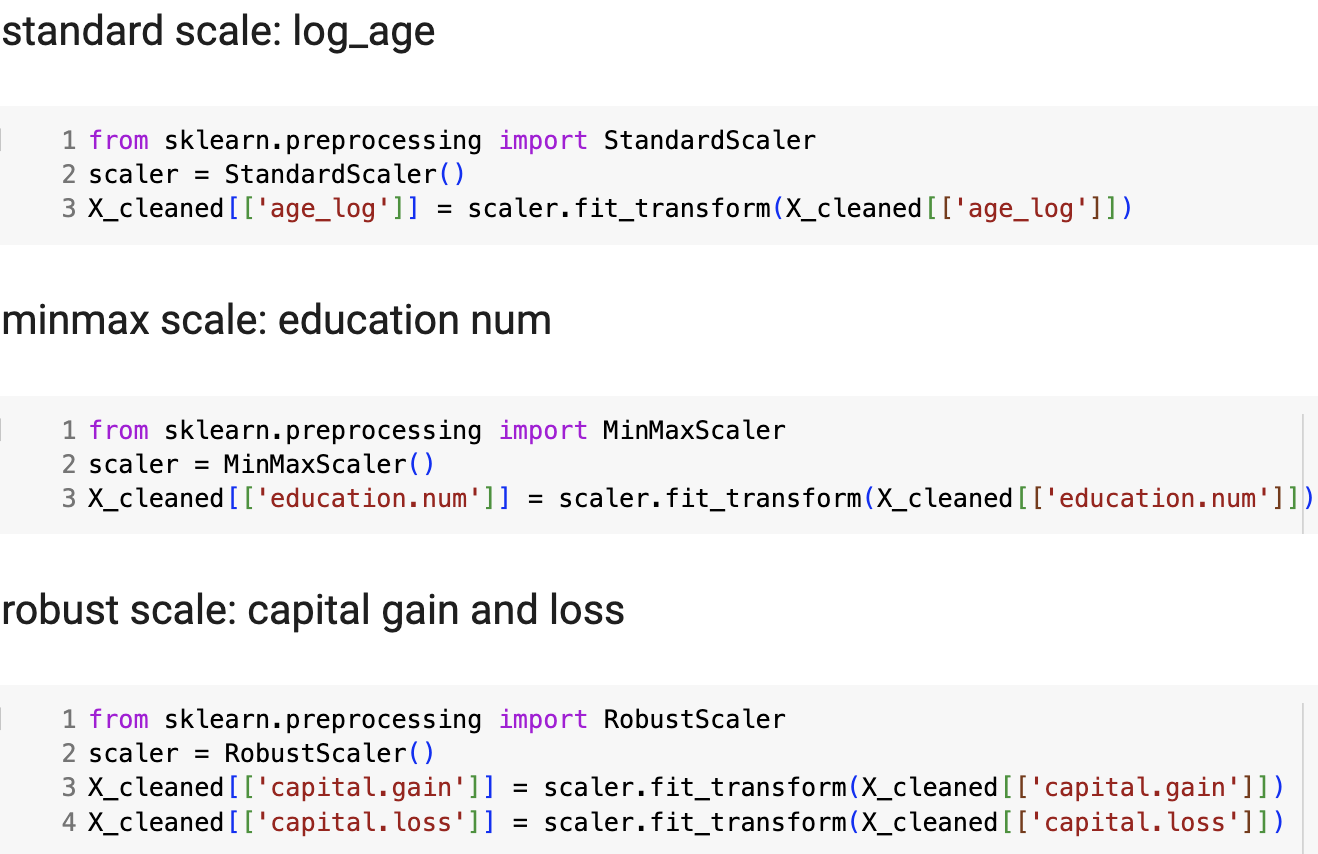 standard scale: log_age
1 from sklearn.preprocessing import StandardScaler
2 scaler = StandardScaler()
3 X_cleaned[['age_log']] = scaler.fit_transform(X_cleaned[['age_log']])
minmax scale: education num
1 from sklearn.preprocessing import MinMaxScaler
2 scaler = MinMaxScaler()
3 X_cleaned[['education.num']] = scaler.fit_transform(X_cleaned[['education.num']])
robust scale: capital gain and loss
1 from sklearn.preprocessing import RobustScaler
2 scaler = RobustScaler()
3 X_cleaned[['capital.gain']] = scaler.fit_transform(X_cleaned[['capital.gain']])
4 X_cleaned[['capital.loss']] = scaler.fit_transform(X_cleaned[['capital.loss']])